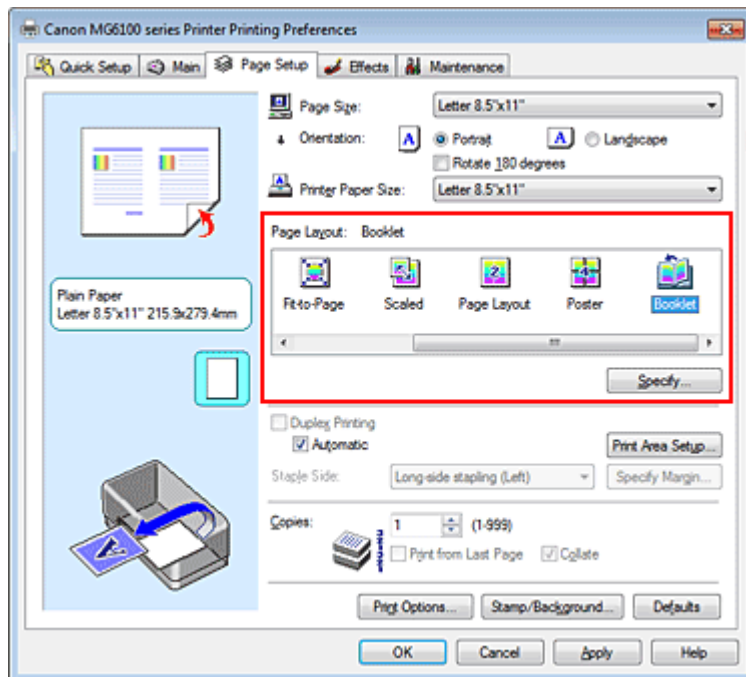 Canon MG6100 series Printer Printing Preferences
Quick Setup Main Page Setup Effects Maintenance
Page Size: Letter 8.5"x11"
Orientation: A Portrait A Landscape
Rotate 180 degrees
Printer Paper Size: Letter 8.5"x11"
Page Layout: Booklet
Fit-to-Page Scaled Page Layout Poster Booklet
Plain Paper
Letter 8.5"x11" 215.9x279.4mm
Specify...
Duplex Printing
Automatic Print Area Setup...
Staple Side: Long-side stapling (Left) Specify Margin...
Copies: 1 (1-999)
Print from Last Page Collate
Print Options... Stamp/Background... Defaults
OK Cancel Apply Help